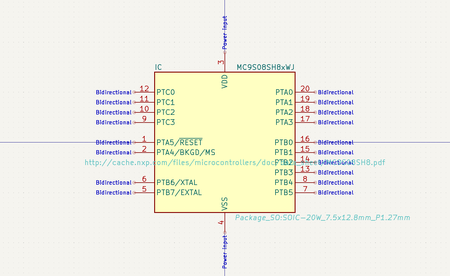 Power input
3
VDD
IC MC9S08SH8xWJ
Bidirectional 12 PTC0 PTA0 20 Bidirectional
Bidirectional 11 PTC1 PTA1 19 Bidirectional
Bidirectional 10 PTC2 PTA2 18 Bidirectional
Bidirectional 9 PTC3 PTA3 17 Bidirectional
Bidirectional 1 PTA5/RESET PTB0 16 Bidirectional
Bidirectional 2 PTA4/BKGD/MS PTB1 15 Bidirectional
PTB2 14 Bidirectional
http://cache.nxp.com/files/microcontrollers/doc
PTB3 13 Bidirectional
Bidirectional 6 PTB6/XTAL PTB4 8 Bidirectional
Bidirectional 5 PTB7/EXTAL PTB5 7 Bidirectional
VSS
4
Package_SO:SOIC-20W_7.5x12.8mm_P1.27mm
Power input